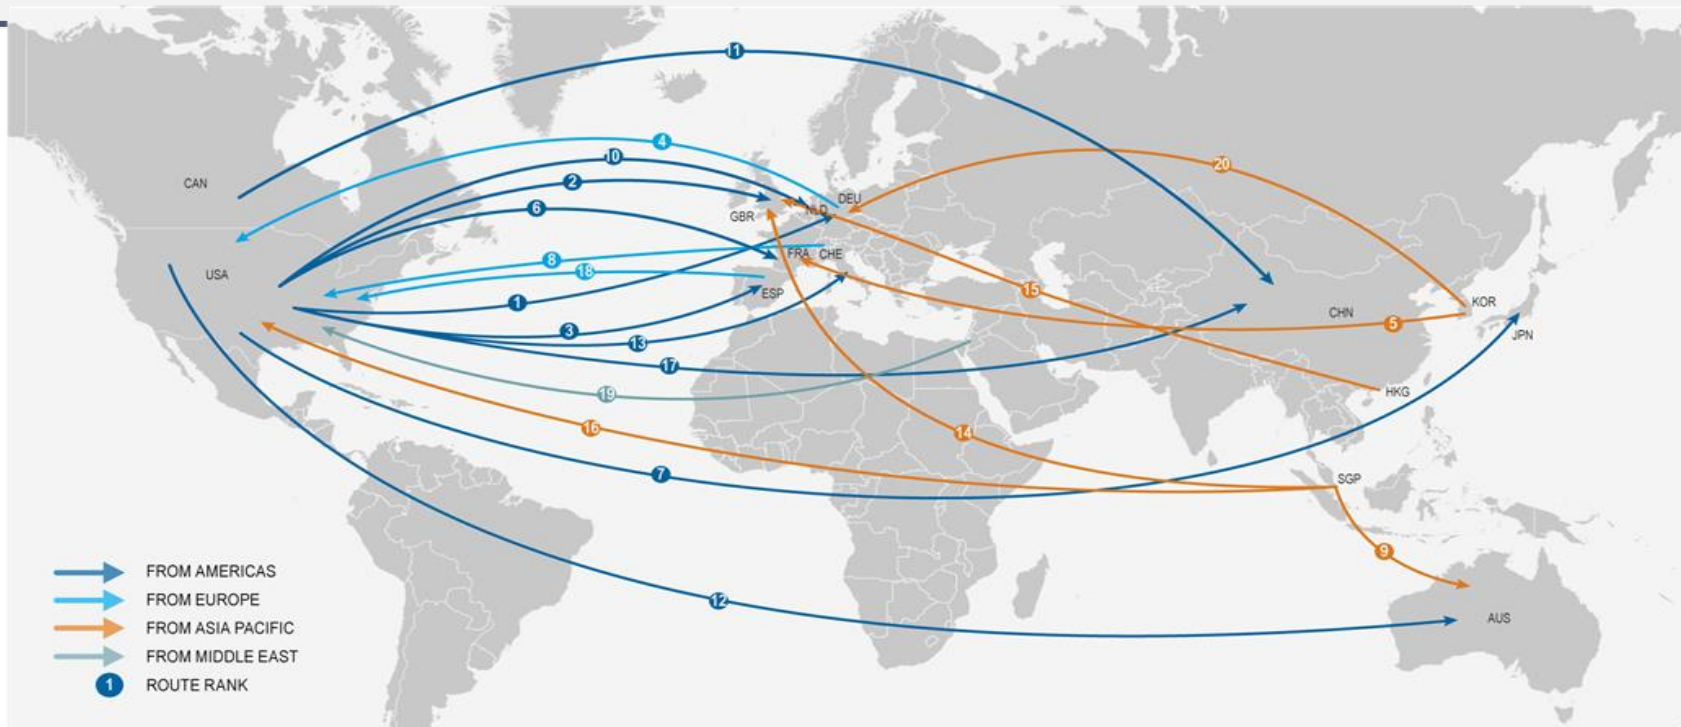 11
4
20
10
CAN
2
DEU
NLD
6
GBR
FRA
CHE
8
18
USA
15
ESP
1
KOR
CHN
5
3
JPN
13
17
19
HKG
16
14
7
SGP
9
12
AUS
FROM AMERICAS
FROM EUROPE
FROM ASIA PACIFIC
FROM MIDDLE EAST
1 ROUTE RANK